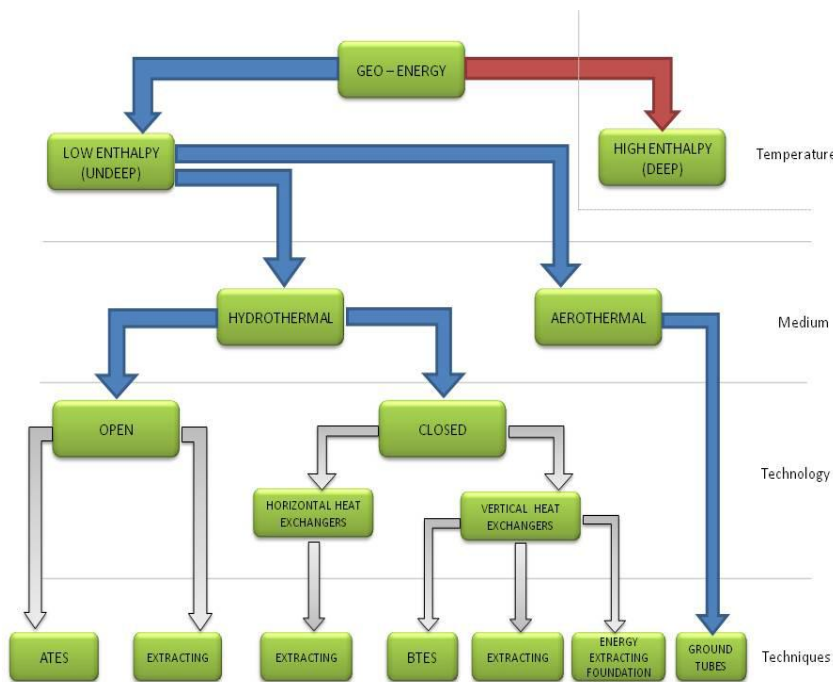 GEO – ENERGY
LOW ENTHALPY
(UNDEEP)
HIGH ENTHALPY
(DEEP)
Temperature
HYDROTHERMAL
AEROTHERMAL
Medium
OPEN
CLOSED
Technology
HORIZONTAL HEAT
EXCHANGERS
VERTICAL HEAT
EXCHANGERS
ATES
EXTRACTING
EXTRACTING
BTES
EXTRACTING
ENERGY
EXTRACTING
FOUNDATION
GROUND
TUBES
Techniques